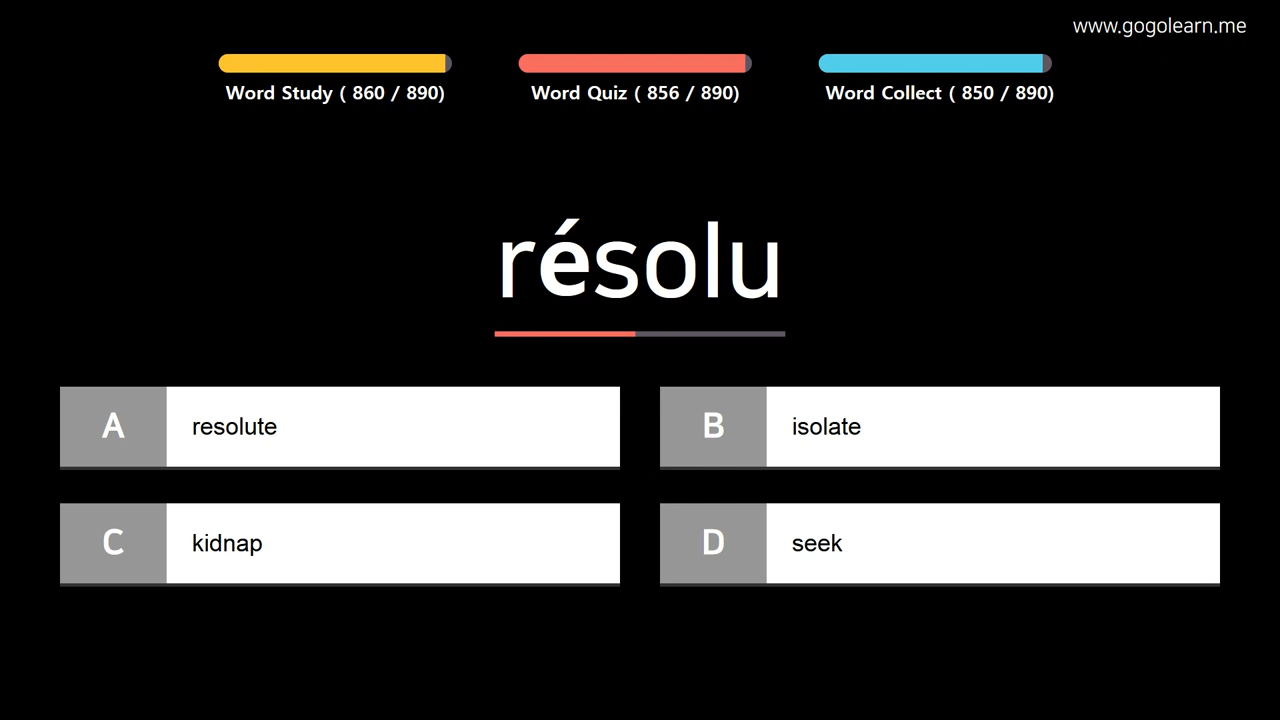 www.gogolearn.me
Word Study ( 860 / 890)
Word Quiz ( 856 / 890)
Word Collect ( 850 / 890)
résolu
A resolute
B isolate
C kidnap
D seek